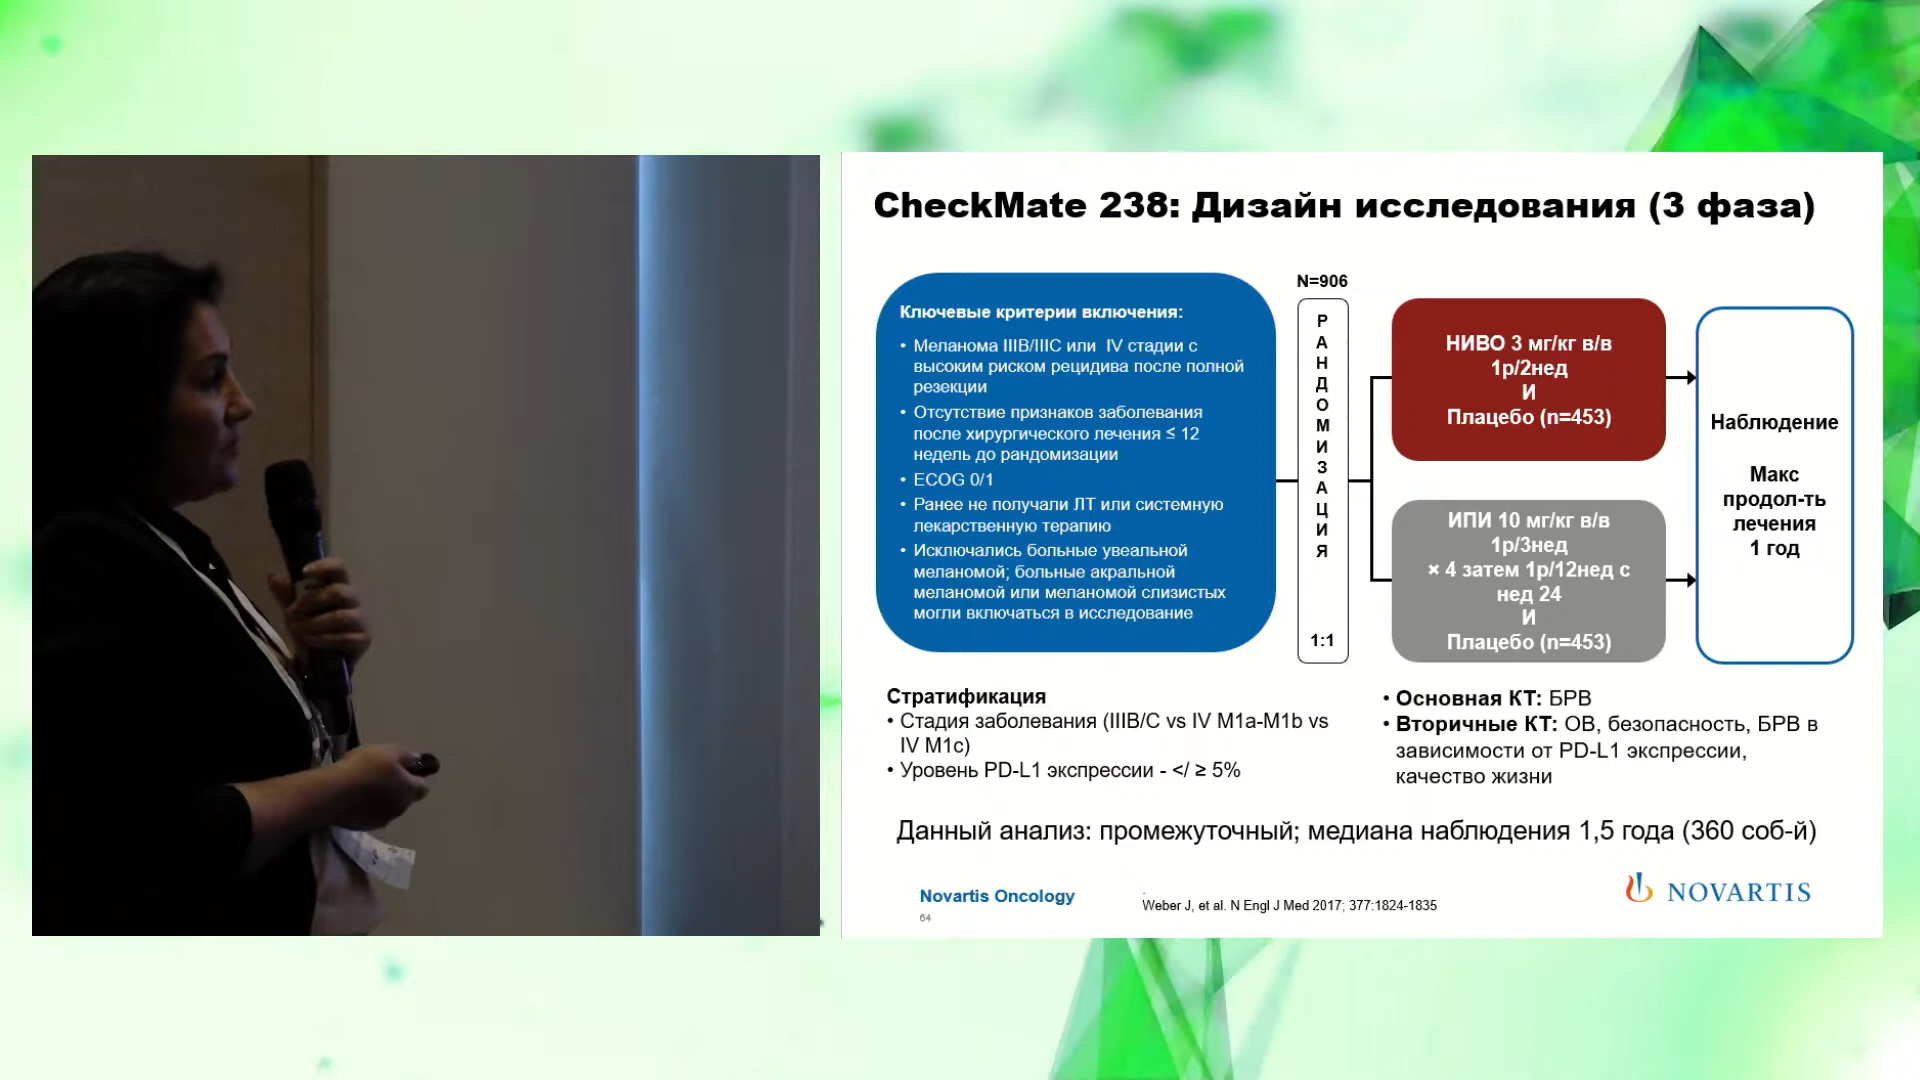 CheckMate 238: Дизайн исследования (3 фаза)
Ключевые критерии включения:
• Меланома IIIB/IIIC или IV стадии с
высоким риском рецидива после полной
резекции
• Отсутствие признаков заболевания
после хирургического лечения ≤ 12
недель до рандомизации
• ECOG 0/1
• Ранее не получали ЛТ или системную
лекарственную терапию
• Исключались больные увеальной
меланомой; больные акральной
меланомой или меланомой слизистых
могли включаться в исследование
N=906
Р
А
Н
Д
О
М
И
З
А
Ц
И
Я
1:1
НИВО 3 мг/кг в/в
1р/2нед
И
Плацебо (n=453)
ИПИ 10 мг/кг в/в
1р/3нед
× 4 затем 1р/12нед с
нед 24
И
Плацебо (n=453)
Наблюдение
Макс
продол-ть
лечения
1 год
Стратификация
• Стадия заболевания (IIIB/C vs IV M1a-M1b vs
IV M1c)
• Уровень PD-L1 экспрессии - </ ≥ 5%
• Основная КТ: БРВ
• Вторичные КТ: ОВ, безопасность, БРВ в
зависимости от PD-L1 экспрессии,
качество жизни
Данный анализ: промежуточный; медиана наблюдения 1,5 года (360 соб-й)
Novartis Oncology
64
Weber J, et al. N Engl J Med 2017; 377:1824-1835
NOVARTIS